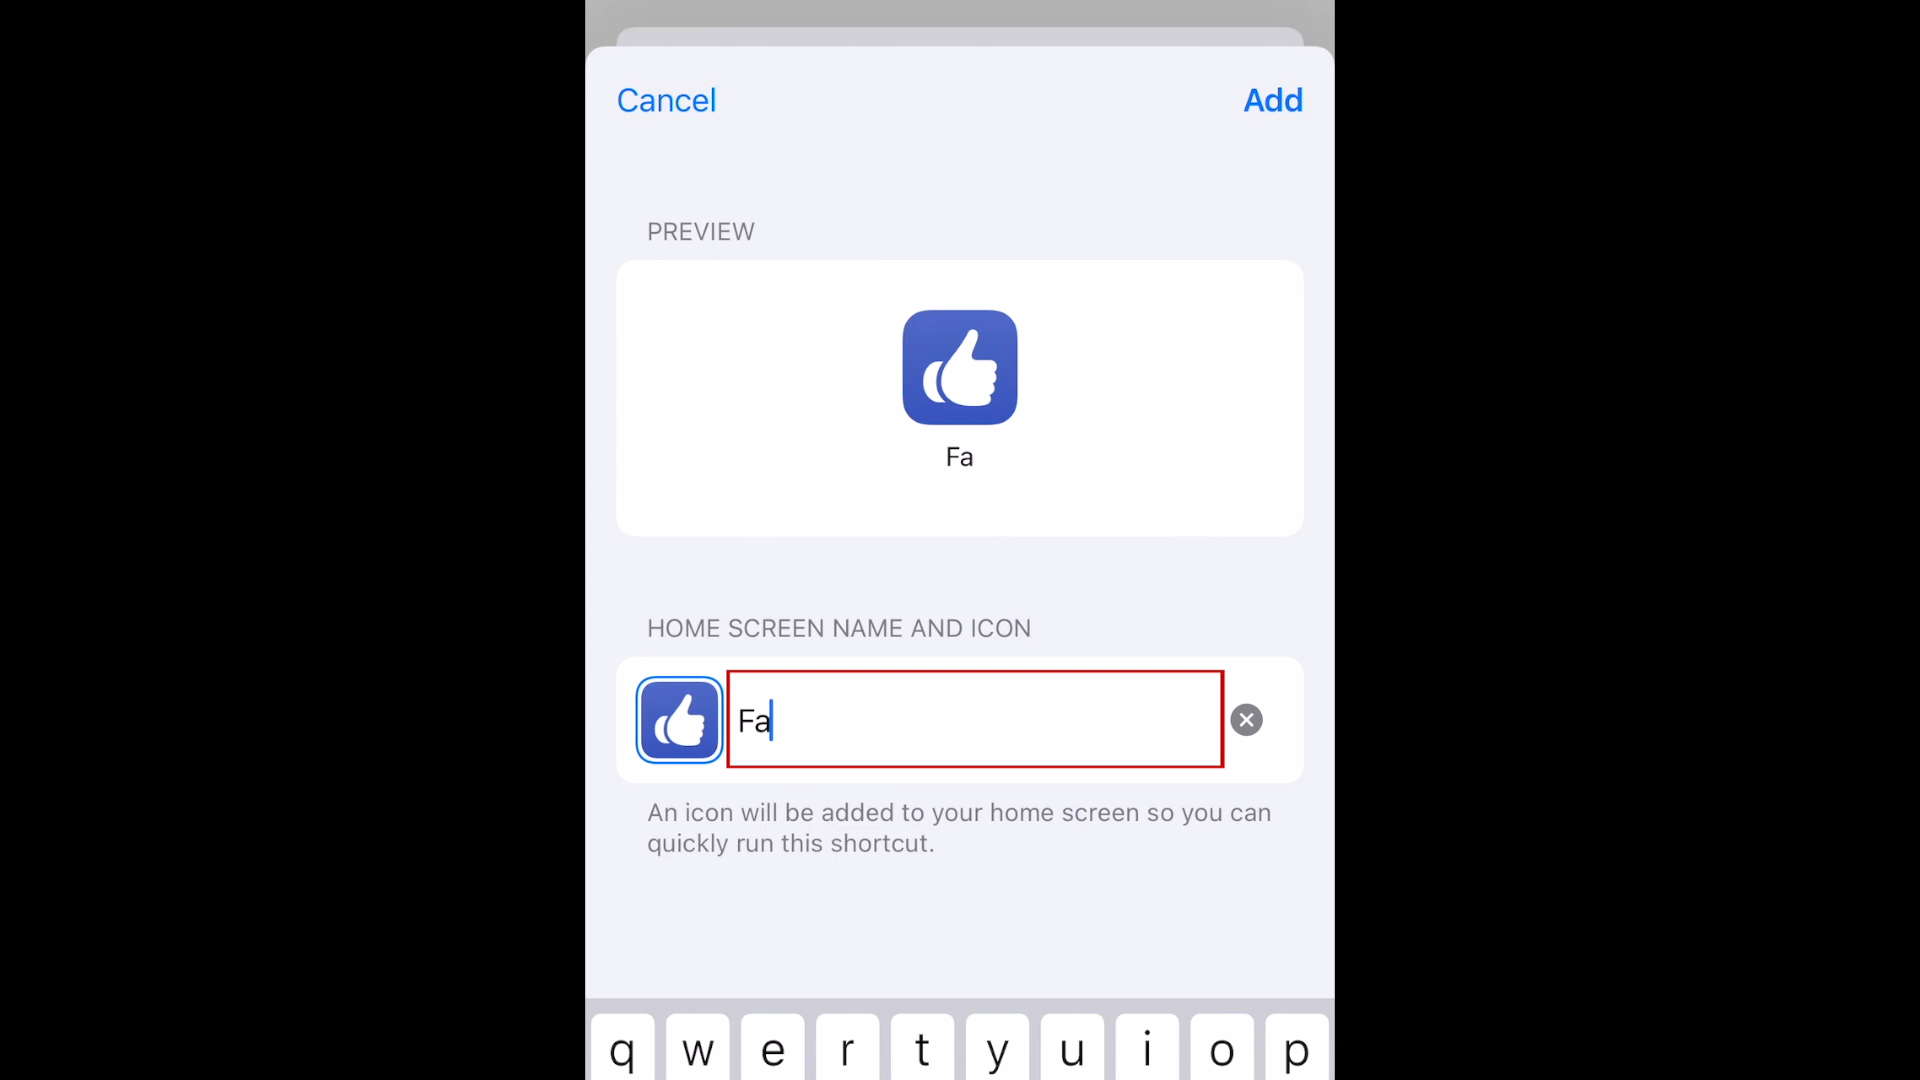 Cancel
Add
PREVIEW
Fa
HOME SCREEN NAME AND ICON
Fa
An icon will be added to your home screen so you can
quickly run this shortcut.
q w e r t y u i o p